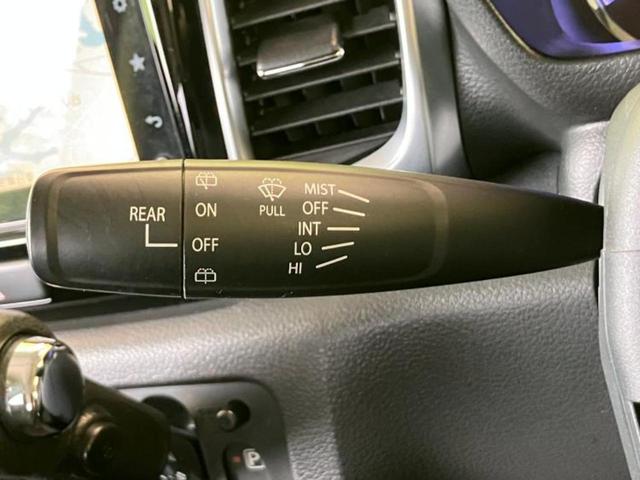 REAR
ON
OFF
PULL
MIST
OFF
INT
LO
HI
P